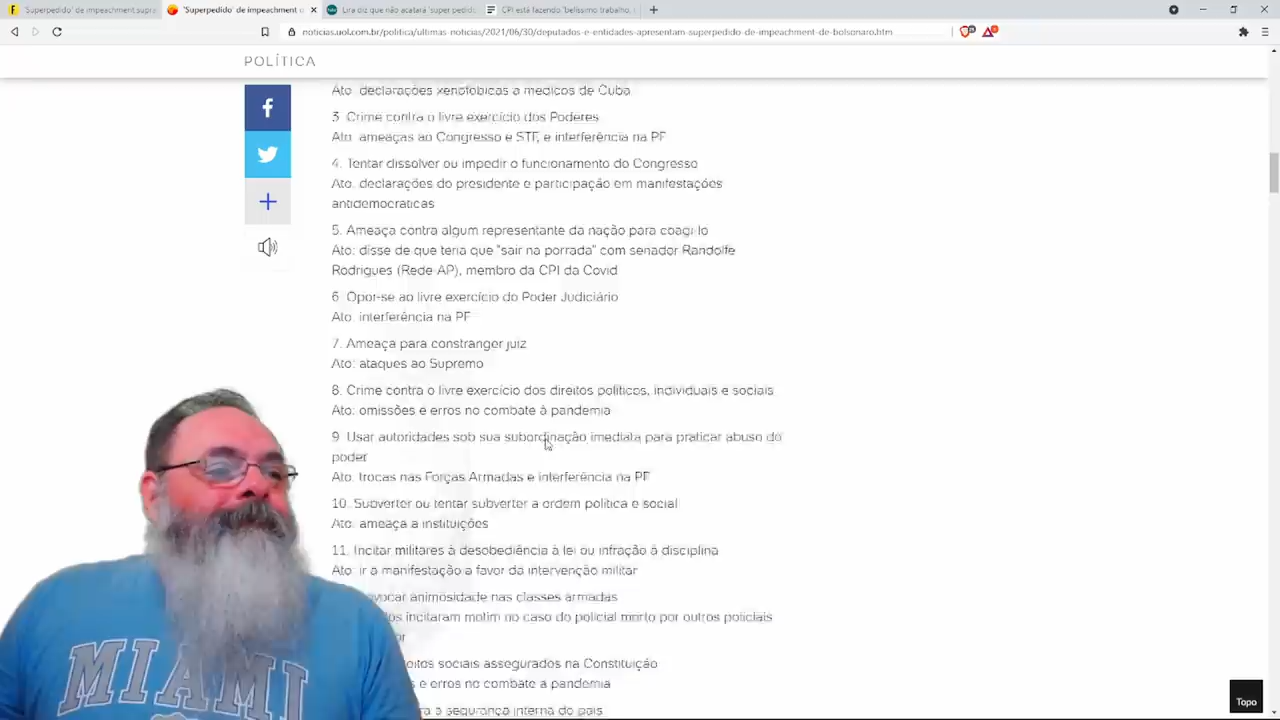 'Superpedido' de impeachment supra
'Superpedido' de impeachment o
Lira diz que não acatará 'super pedido
CPI está fazendo 'belíssimo trabalho,
noticias.uol.com.br/politica/ultimas-noticias/2021/06/30/deputados-e-entidades-apresentam-superpedido-de-impeachment-de-bolsonaro.htm
POLÍTICA
Ato: declarações xenofóbicas a médicos de Cuba
3. Crime contra o livre exercício dos Poderes
Ato: ameaças ao Congresso e STF, e interferência na PF
4. Tentar dissolver ou impedir o funcionamento do Congresso
Ato: declarações do presidente e participação em manifestações
antidemocráticas
5. Ameaça contra algum representante da nação para coagi-lo
Ato: disse de que teria que "sair na porrada" com senador Randolfe
Rodrigues (Rede-AP), membro da CPI da Covid
6. Opor-se ao livre exercício do Poder Judiciário
Ato: interferência na PF
7. Ameaça para constranger juiz
Ato: ataques ao Supremo
8. Crime contra o livre exercício dos direitos políticos, individuais e sociais
Ato: omissões e erros no combate à pandemia
9. Usar autoridades sob sua subordinação imediata para praticar abuso do
poder
Ato: trocas nas Forças Armadas e interferência na PF
10. Subverter ou tentar subverter a ordem política e social
Ato: ameaça a instituições
11. Incitar militares à desobediência à lei ou infração à disciplina
Ato: ir a manifestação a favor da intervenção militar
vocar animosidade nas classes armadas
dos incitaram motim no caso do policial morto por outros policiais
or
eitos sociais assegurados na Constituição
s e erros no combate a pandemia
ra a segurança interna do país
MIAMI
Topo